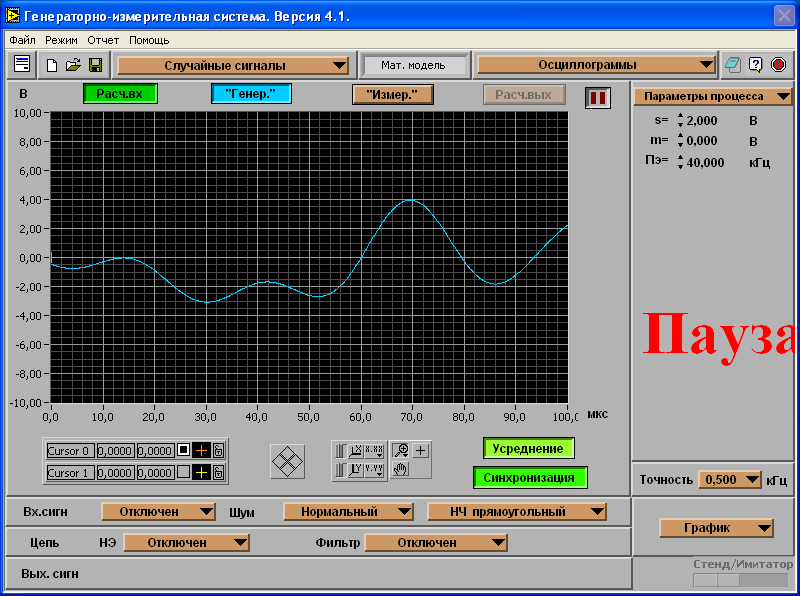 Генераторно-измерительная система. Версия 4.1.
Файл Режим Отчет Помощь
Случайные сигналы Мат. модель Осциллограммы
В Расч.вх "Генер." "Измер." Расч.вых Параметры процесса
10,00
8,00
6,00
4,00
2,00
0,00
-2,00
-4,00
-6,00
-8,00
-10,00
0,0 10,0 20,0 30,0 40,0 50,0 60,0 70,0 80,0 90,0 100,0 мкс
s= 2,000 В
m= 0,000 В
Пэ= 40,000 кГц
Пауза
Cursor 0 0,0000 0,0000
Cursor 1 0,0000 0,0000
X X.XX
Y Y.YY
Усреднение
Синхронизация
Точность 0,500 кГц
Вх.сигн Отключен Шум Нормальный НЧ прямоугольный
График
Цепь НЭ Отключен Фильтр Отключен
Стенд/Имитатор
Вых. сигн